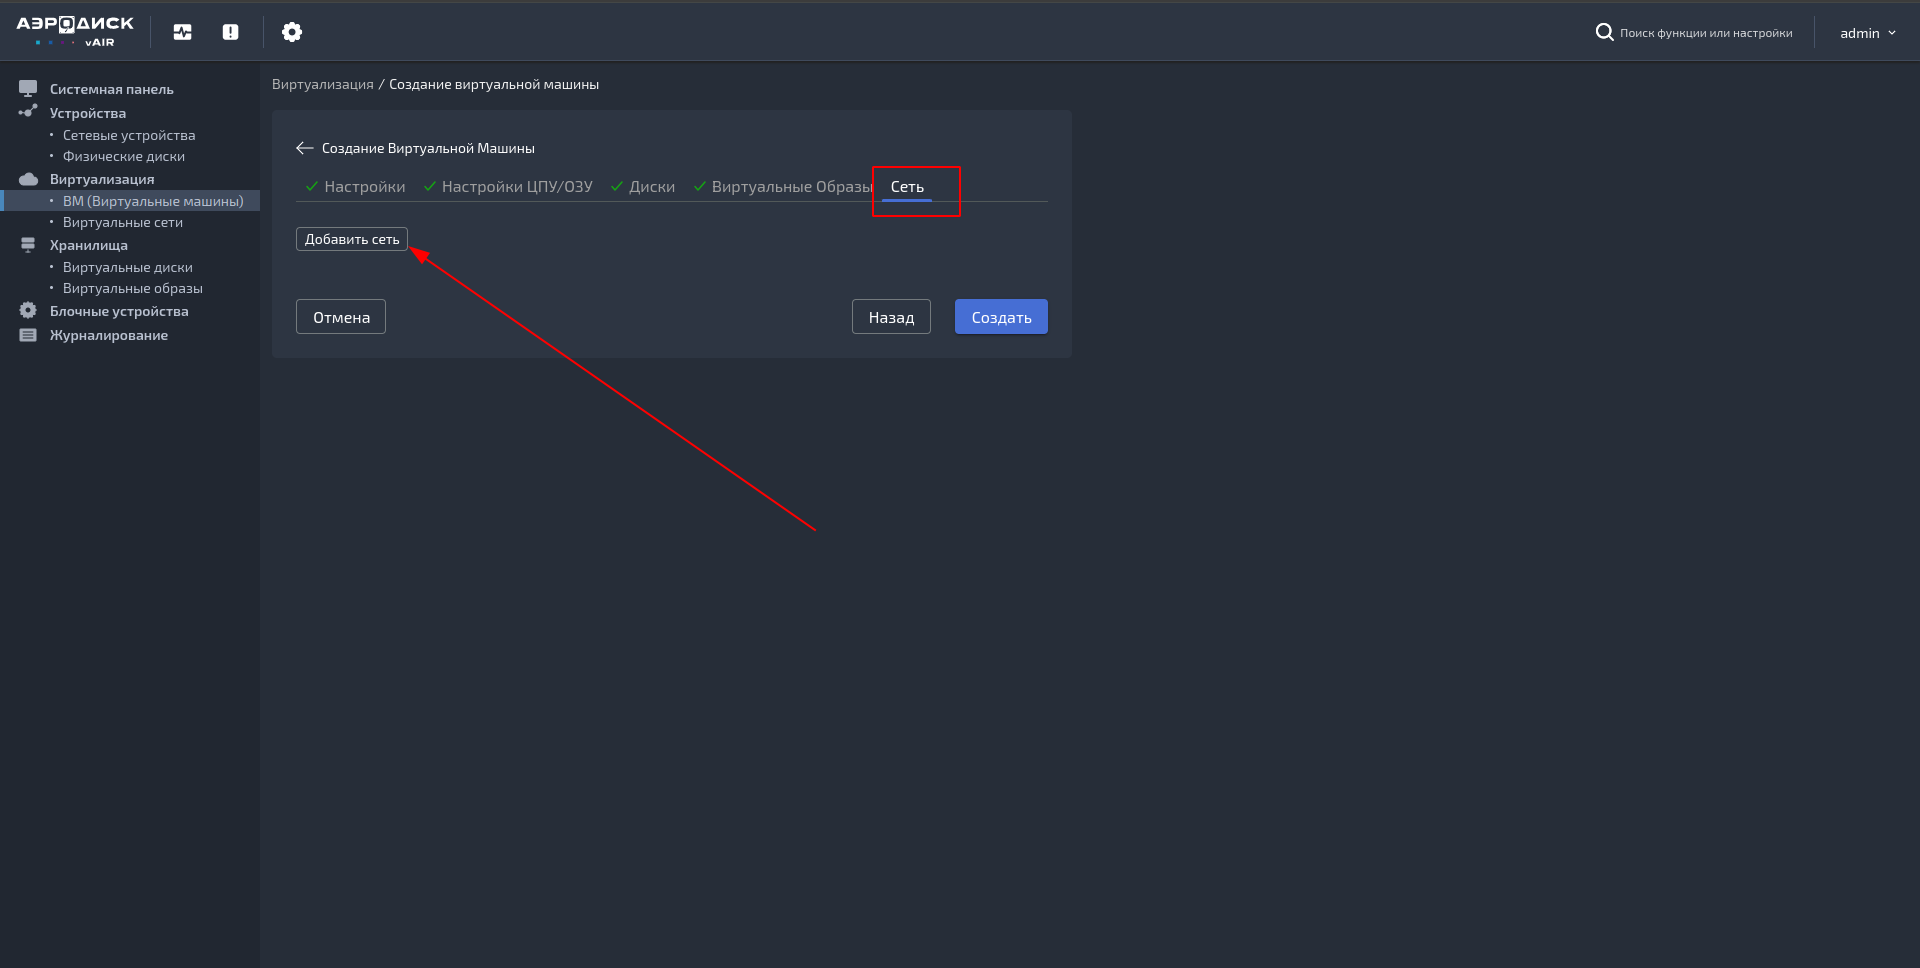 АЭРОДИСК
vAIR
Поиск функции или настройки
admin
Системная панель
Устройства
Сетевые устройства
Физические диски
Виртуализация
ВМ (Виртуальные машины)
Виртуальные сети
Хранилища
Виртуальные диски
Виртуальные образы
Блочные устройства
Журналирование
Виртуализация / Создание виртуальной машины
Создание Виртуальной Машины
Настройки Настройки ЦПУ/ОЗУ Диски Виртуальные Образы Сеть
Добавить сеть
Отмена Назад Создать